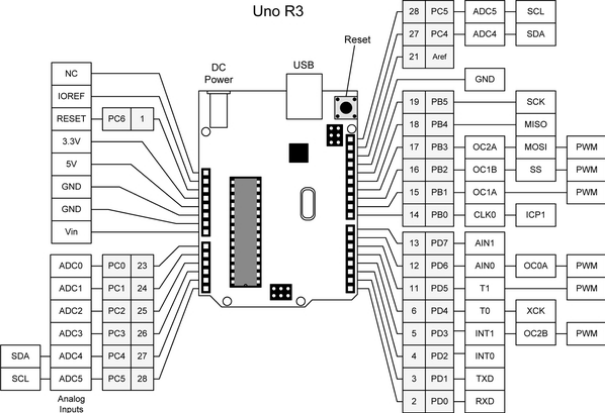 Uno R3
DC
Power
USB
Reset
NC
IOREF
RESET PC6 1
3.3V
5V
GND
GND
Vin
ADC0 PC0 23
ADC1 PC1 24
ADC2 PC2 25
ADC3 PC3 26
SDA ADC4 PC4 27
SCL ADC5 PC5 28
Analog
Inputs
28 PC5 ADC5 SCL
27 PC4 ADC4 SDA
21 Aref
GND
19 PB5 SCK
18 PB4 MISO
17 PB3 OC2A MOSI PWM
16 PB2 OC1B SS PWM
15 PB1 OC1A PWM
14 PB0 CLK0 ICP1
13 PD7 AIN1
12 PD6 AIN0 OC0A PWM
11 PD5 T1 PWM
6 PD4 T0 XCK
5 PD3 INT1 OC2B PWM
4 PD2 INT0
3 PD1 TXD
2 PD0 RXD